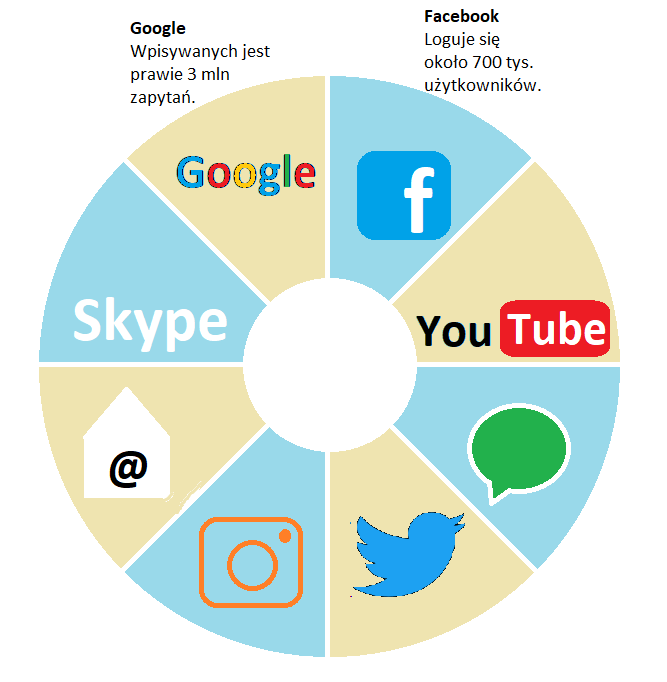 Google
Wpisywanych jest
prawie 3 mln
zapytań.
Facebook
Loguje się
około 700 tys.
użytkowników.
Google
f
You Tube
Skype
@